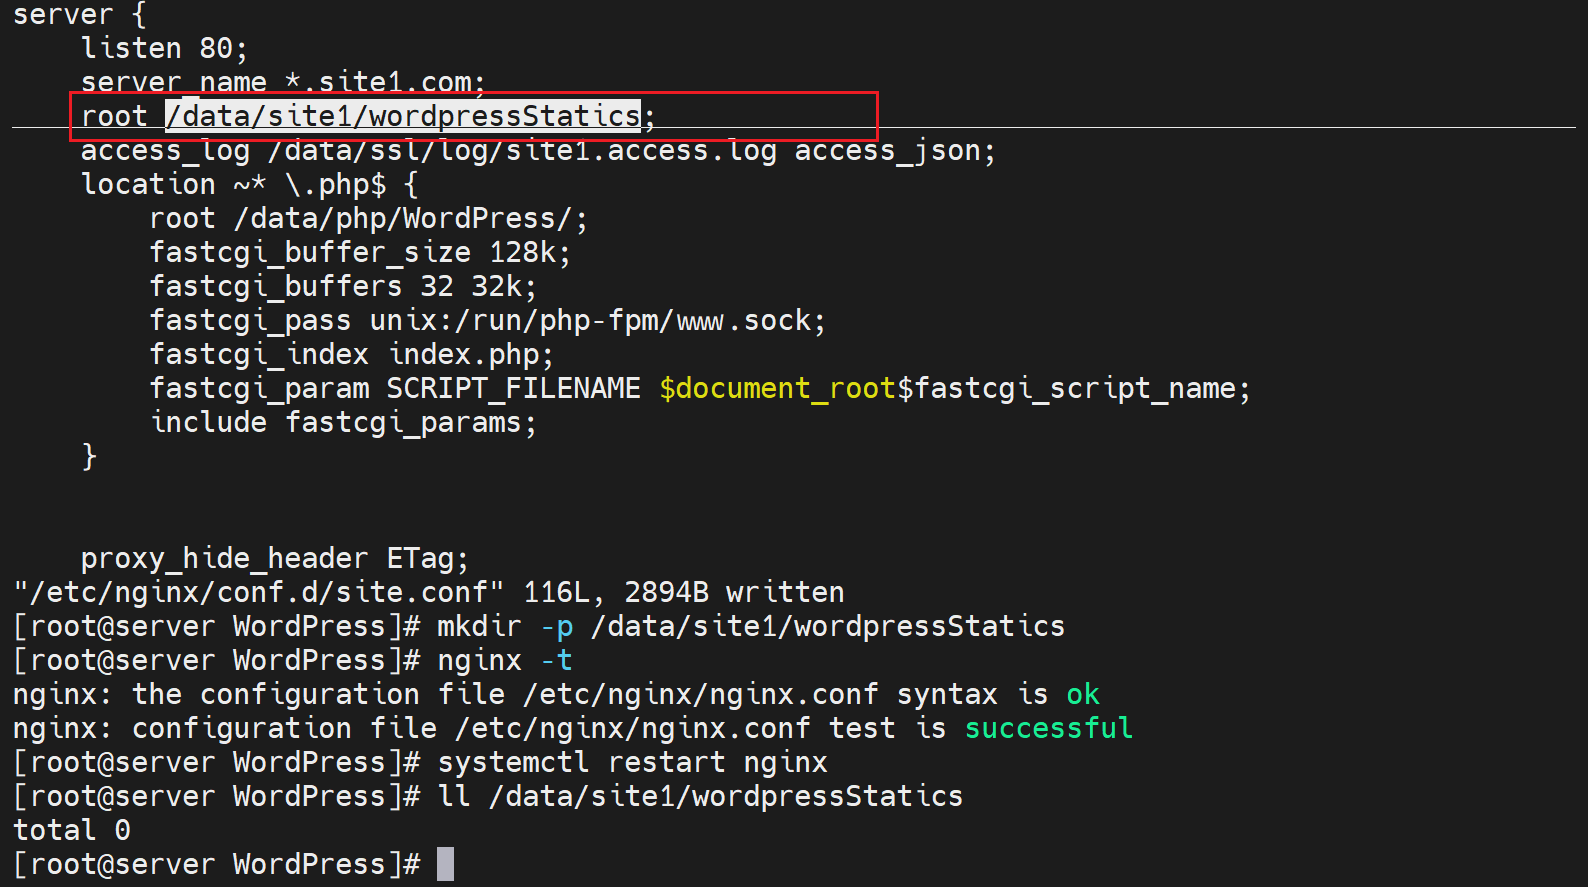 server {
    listen 80;
    server_name *.site1.com;
    root /data/site1/wordpressStatics;
    access_log /data/ssl/log/site1.access.log access_json;
    location ~* \.php$ {
        root /data/php/WordPress/;
        fastcgi_buffer_size 128k;
        fastcgi_buffers 32 32k;
        fastcgi_pass unix:/run/php-fpm/www.sock;
        fastcgi_index index.php;
        fastcgi_param SCRIPT_FILENAME $document_root$fastcgi_script_name;
        include fastcgi_params;
    }
    proxy_hide_header ETag;
"/etc/nginx/conf.d/site.conf" 116L, 2894B written
[root@server WordPress]# mkdir -p /data/site1/wordpressStatics
[root@server WordPress]# nginx -t
nginx: the configuration file /etc/nginx/nginx.conf syntax is ok
nginx: configuration file /etc/nginx/nginx.conf test is successful
[root@server WordPress]# systemctl restart nginx
[root@server WordPress]# ll /data/site1/wordpressStatics
total 0
[root@server WordPress]#